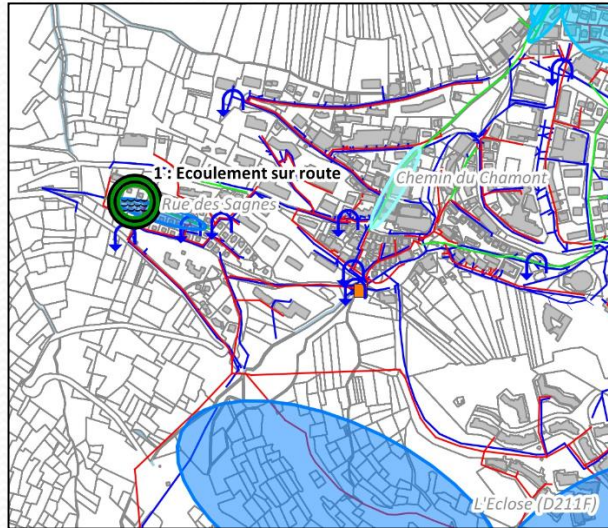 1 : Ecoulement sur route
Chemin du Chamont
Rue des Sagnes
L'Eclose (D211F)